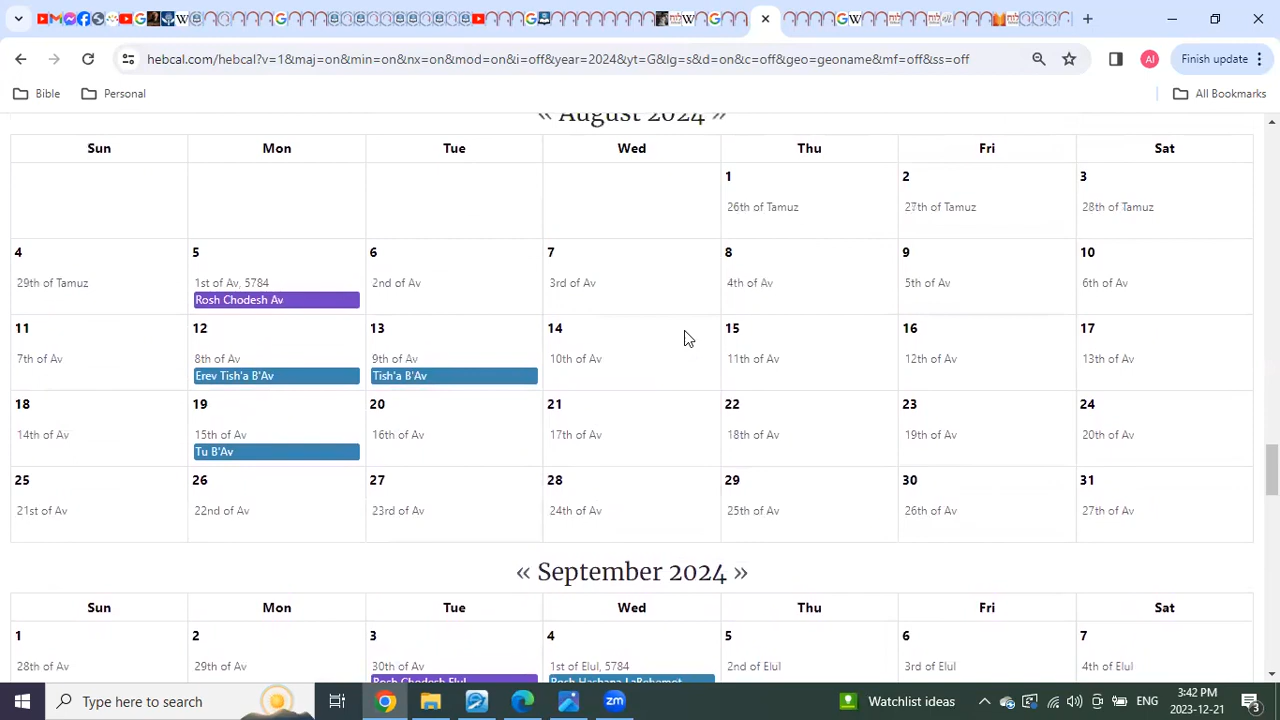 hebcal.com/hebcal?v=1&maj=on&min=on&nx=on&mod=on&i=off&year=2024&yt=G&lg=s&d=on&c=off&geo=geoname&mf=off&ss=off
AI
Finish update
Bible
Personal
All Bookmarks
« August 2024 »
Sun Mon Tue Wed Thu Fri Sat
1 2 3
26th of Tamuz 27th of Tamuz 28th of Tamuz
4 5 6 7 8 9 10
29th of Tamuz 1st of Av, 5784 2nd of Av 3rd of Av 4th of Av 5th of Av 6th of Av
Rosh Chodesh Av
11 12 13 14 15 16 17
7th of Av 8th of Av 9th of Av 10th of Av 11th of Av 12th of Av 13th of Av
Erev Tish'a B'Av Tish'a B'Av
18 19 20 21 22 23 24
14th of Av 15th of Av 16th of Av 17th of Av 18th of Av 19th of Av 20th of Av
Tu B'Av
25 26 27 28 29 30 31
21st of Av 22nd of Av 23rd of Av 24th of Av 25th of Av 26th of Av 27th of Av
« September 2024 »
Sun Mon Tue Wed Thu Fri Sat
1 2 3 4 5 6 7
28th of Av 29th of Av 30th of Av 1st of Elul, 5784 2nd of Elul 3rd of Elul 4th of Elul
Rosh Chodesh Elul Rosh Hashana LaBehemot
Type here to search
Watchlist ideas
ENG
3:42 PM
2023-12-21
3